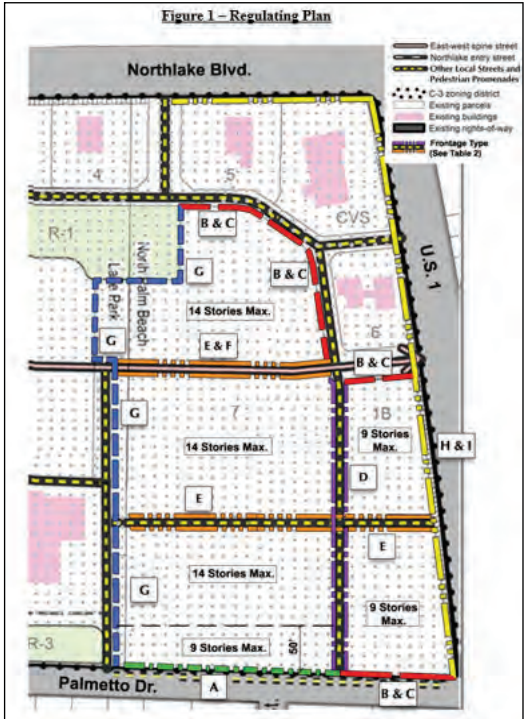 Figure 1 – Regulating Plan
East-west spine street
Northlake entry street
Other Local Streets and
Pedestrian Promenades
C-3 zoning district
Existing parcels
Existing buildings
Existing rights-of-way
Frontage Type
(See Table 2)
Northlake Blvd.
4
5
CVS
U.S. 1
R-1
Lake Park
North Palm Beach
B & C
B & C
G
14 Stories Max.
6
G
E & F
B & C
G
7
1B
14 Stories Max.
9 Stories
Max.
H & I
D
E
E
G
14 Stories Max.
9 Stories
Max.
9 Stories Max.
50'
R-3
Palmetto Dr.
A
B & C